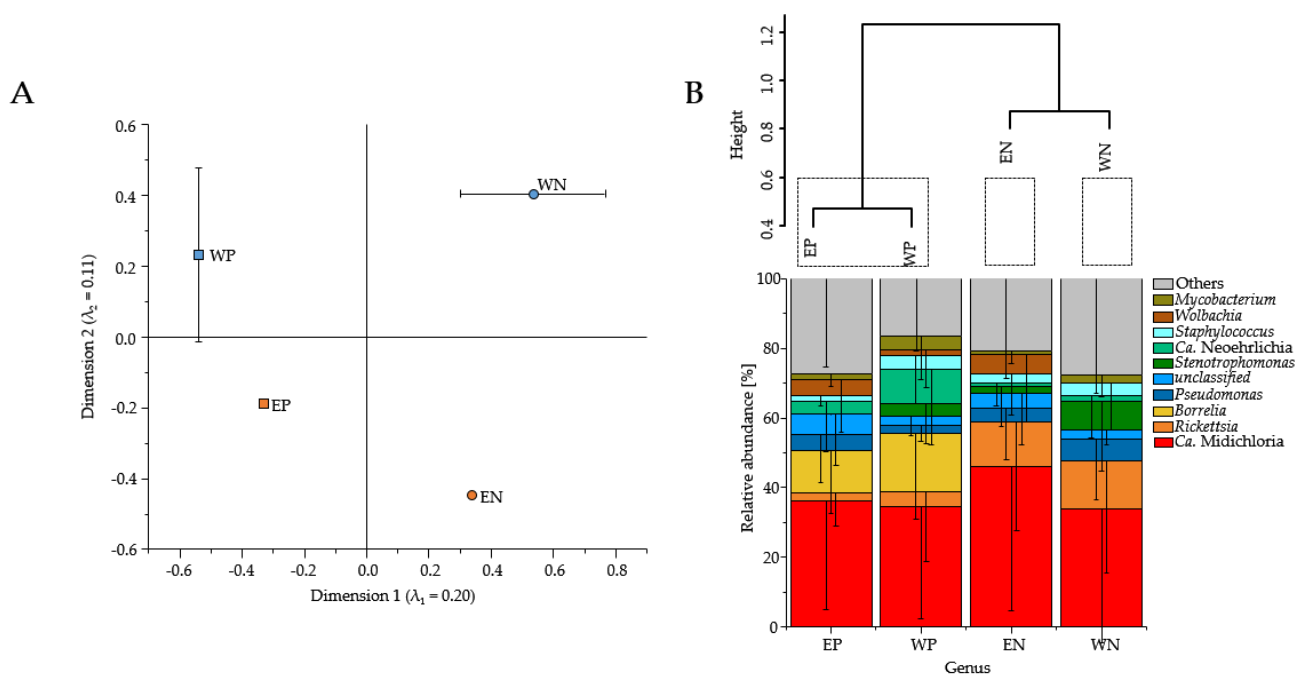 A
0.6
0.4
0.2
0.0
-0.2
-0.4
-0.6
Dimension 2 (λ2 = 0.11)
WN
WP
EP
EN
-0.6
-0.4
-0.2
0.0
0.2
0.4
0.6
0.8
Dimension 1 (λ1 = 0.20)
B
Height
1.2
1.0
0.8
0.6
0.4
EN
WN
EP
WP
100
80
60
40
20
0
Relative abundance [%]
EP
WP
EN
WN
Genus
Others
Mycobacterium
Wolbachia
Staphylococcus
Ca. Neoehrlichia
Stenotrophomonas
unclassified
Pseudomonas
Borrelia
Rickettsia
Ca. Midichloria